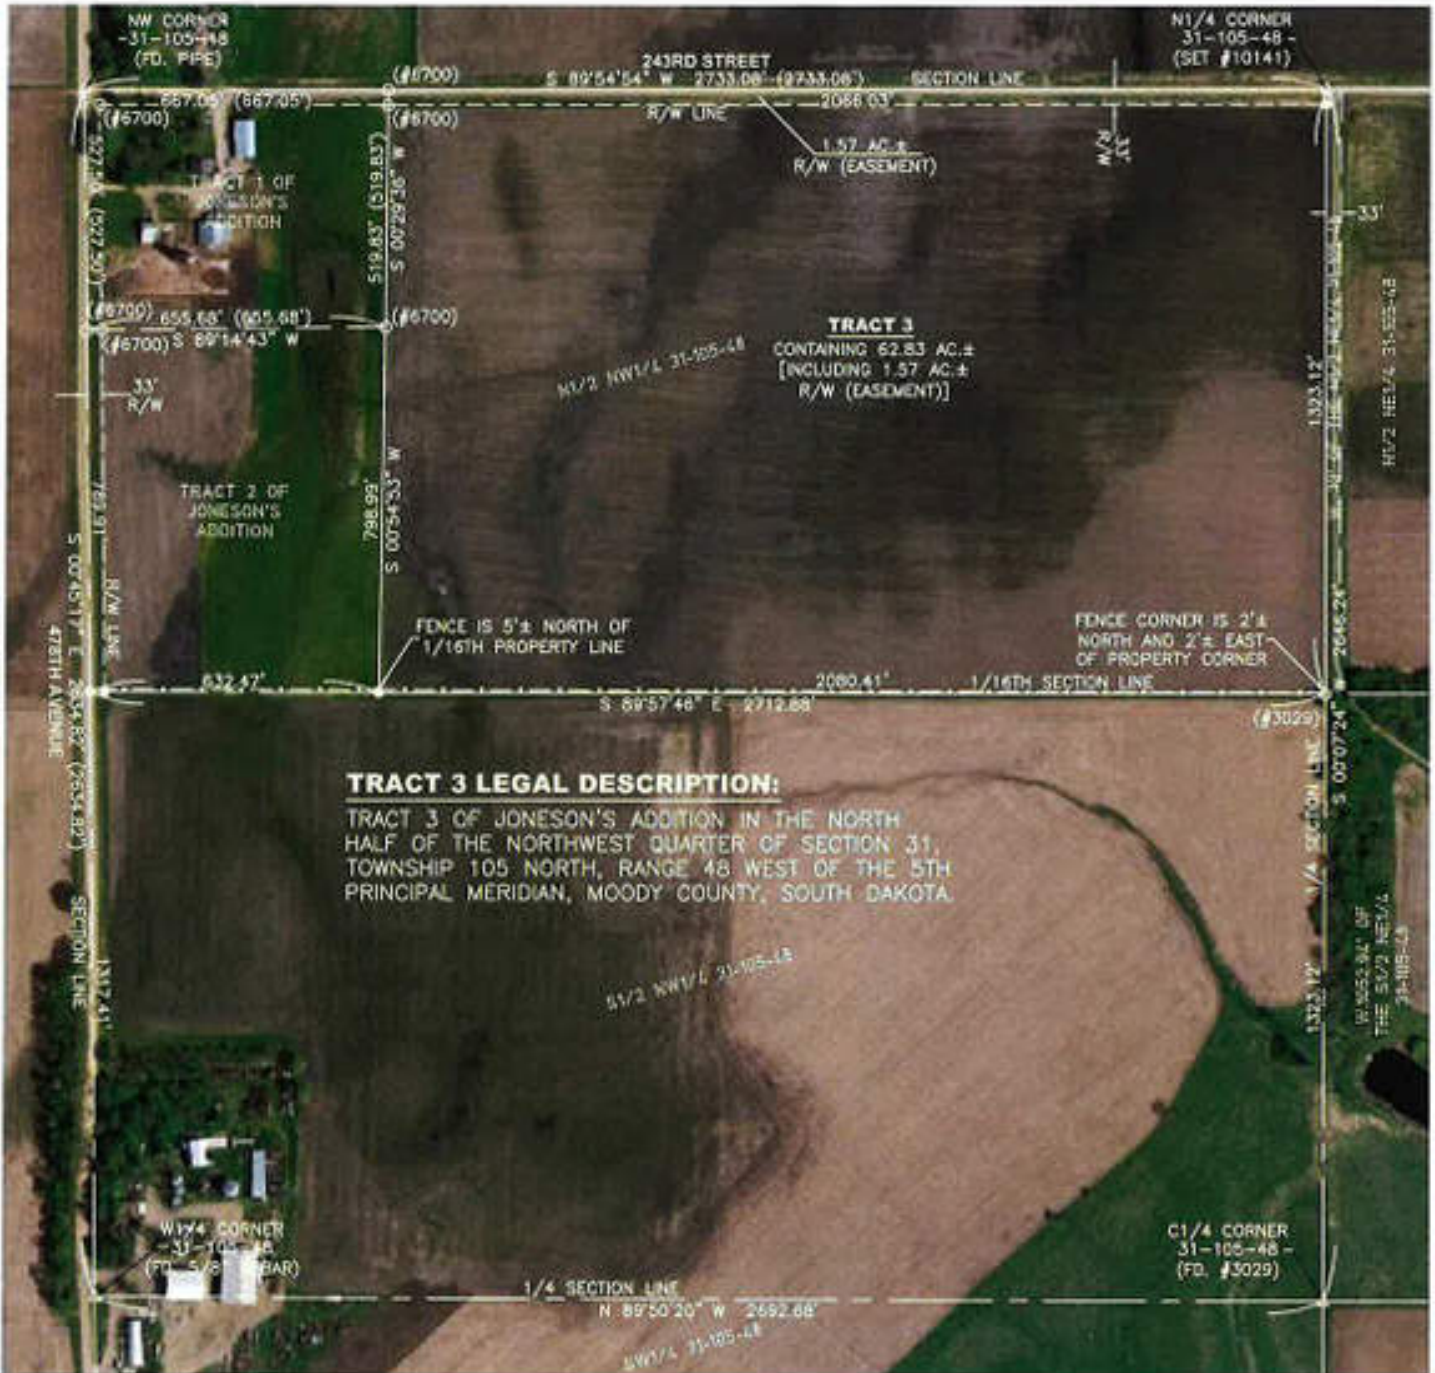 NW CORNER
-31-105-48
(FD. PIPE)
N1/4 CORNER
31-105-48 -
(SET #10141)
243RD STREET
S 89°54'54" W 2733.08' (2733.08') SECTION LINE
(#6700)
667.05' (667.05')
2066.03'
(#6700)
(#6700)
R/W LINE
1.57 AC.±
R/W (EASEMENT)
33'
R/W
TRACT 1 OF
JONESON'S
ADDITION
527.50' (527.50')
519.83' (519.83')
S 00°29'36" W
33'
(#6700)
655.68' (655.68')
(#6700)
(#6700)
S 89°14'43" W
33'
R/W
N1/2 NW1/4 31-105-48
TRACT 3
CONTAINING 62.83 AC.±
[INCLUDING 1.57 AC.±
R/W (EASEMENT)]
1323.12'
N1/2 NE1/4 31-105-48
TRACT 2 OF
JONESON'S
ADDITION
789.91'
R/W LINE
798.99'
S 00°54'53" W
FENCE IS 5'± NORTH OF
1/16TH PROPERTY LINE
FENCE CORNER IS 2'±
NORTH AND 2'± EAST
OF PROPERTY CORNER
632.47'
2080.41'
1/16TH SECTION LINE
S 89°57'46" E 2712.88'
(#3029)
S 00°45'17" E 2634.82' (2634.82')
478TH AVENUE
SECTION LINE
1317.41'
S 00°07'24" 2646.24'
1/4 SECTION LINE
1323.12'
TRACT 3 LEGAL DESCRIPTION:
TRACT 3 OF JONESON'S ADDITION IN THE NORTH
HALF OF THE NORTHWEST QUARTER OF SECTION 31,
TOWNSHIP 105 NORTH, RANGE 48 WEST OF THE 5TH
PRINCIPAL MERIDIAN, MOODY COUNTY, SOUTH DAKOTA.
S1/2 NW1/4 31-105-48
THE S1/2 NE1/4
31-105-48
W1/4 CORNER
-31-105-48
C1/4 CORNER
31-105-48 -
(FD. #3029)
1/4 SECTION LINE
N 89°50'20" W 2692.68'
SW1/4 31-105-48